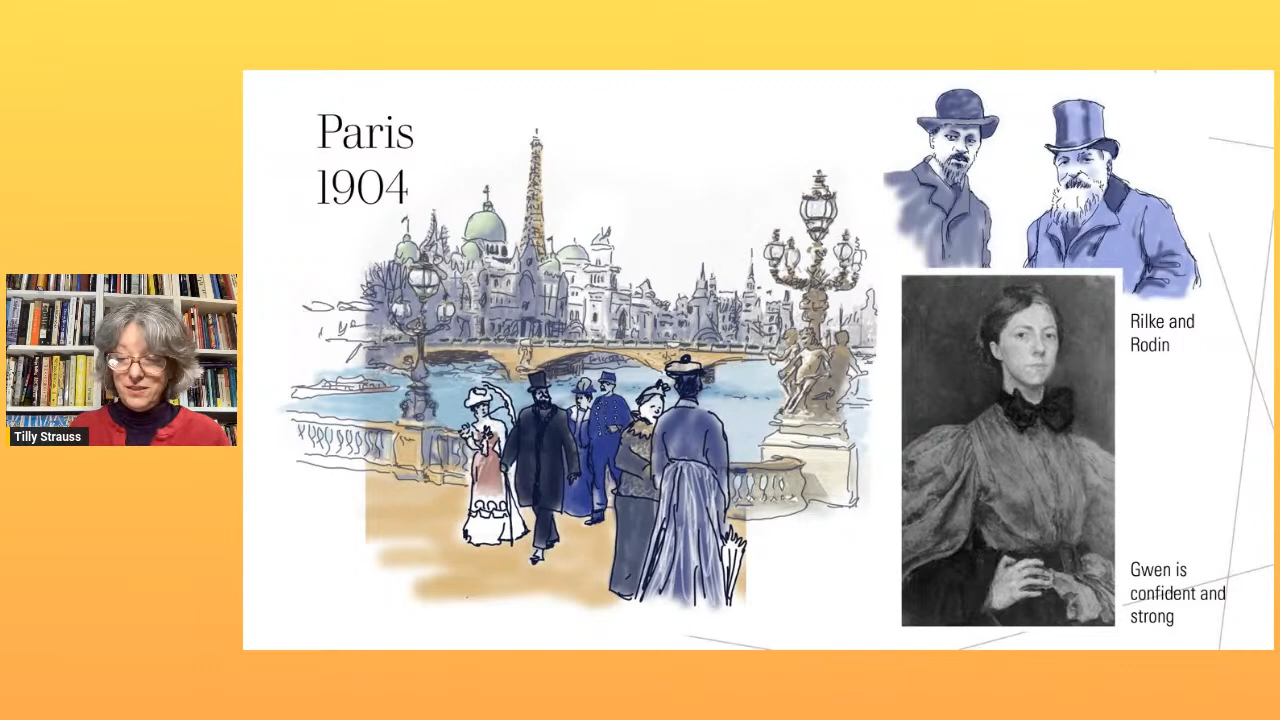 Paris
1904
Rilke and
Rodin
Gwen is
confident and
strong
Tilly Strauss